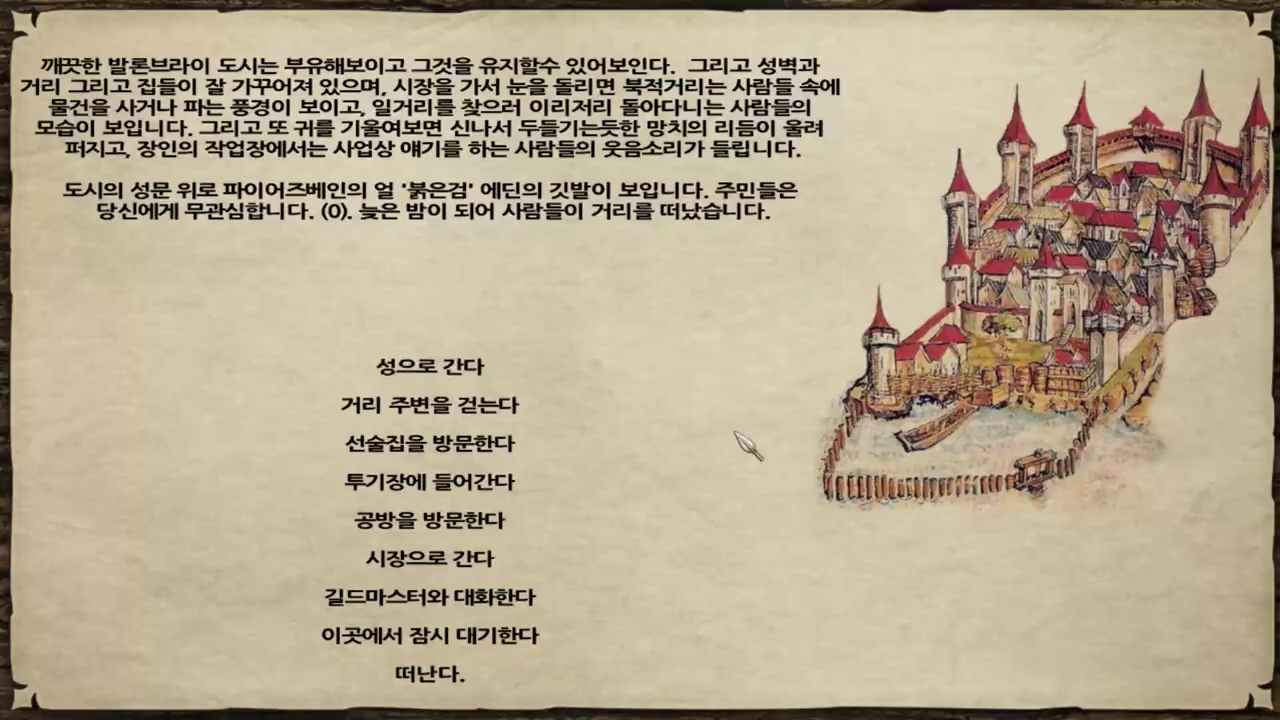 깨끗한 발론브라이 도시는 부유해보이고 그것을 유지할수 있어보인다. 그리고 성벽과
거리 그리고 집들이 잘 가꾸어져 있으며, 시장을 가서 눈을 돌리면 북적거리는 사람들 속에
물건을 사거나 파는 풍경이 보이고, 일거리를 찾으러 이리저리 돌아다니는 사람들의
모습이 보입니다. 그리고 또 귀를 기울여보면 신나서 두들기는듯한 망치의 리듬이 울려
퍼지고, 장인의 작업장에서는 사업상 얘기를 하는 사람들의 웃음소리가 들립니다.
도시의 성문 위로 파이어즈베인의 얼 '붉은검' 에딘의 깃발이 보입니다. 주민들은
당신에게 무관심합니다. (0). 늦은 밤이 되어 사람들이 거리를 떠났습니다.
성으로 간다
거리 주변을 걷는다
선술집을 방문한다
투기장에 들어간다
공방을 방문한다
시장으로 간다
길드마스터와 대화한다
이곳에서 잠시 대기한다
떠난다.